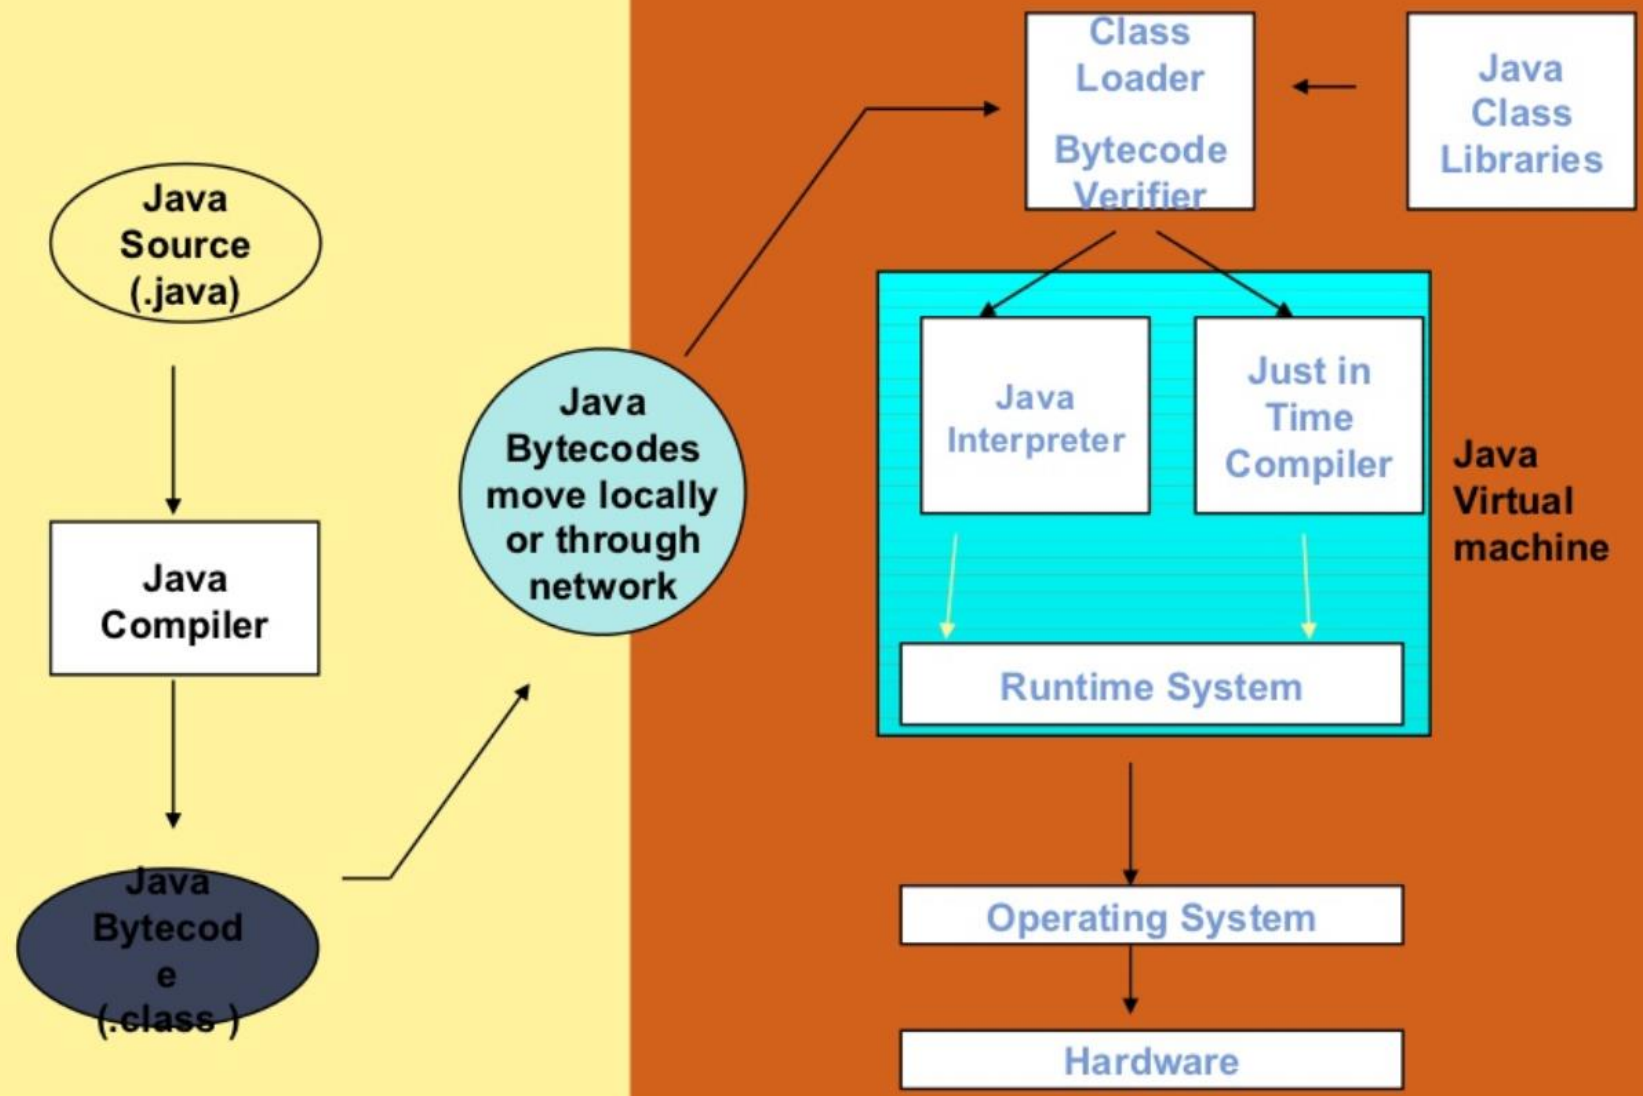 Java
Source
(.java)
Java
Compiler
Java
Bytecod
e
(.class )
Java
Bytecodes
move locally
or through
network
Class
Loader
Bytecode
Verifier
Java
Class
Libraries
Java
Interpreter
Just in
Time
Compiler
Java
Virtual
machine
Runtime System
Operating System
Hardware